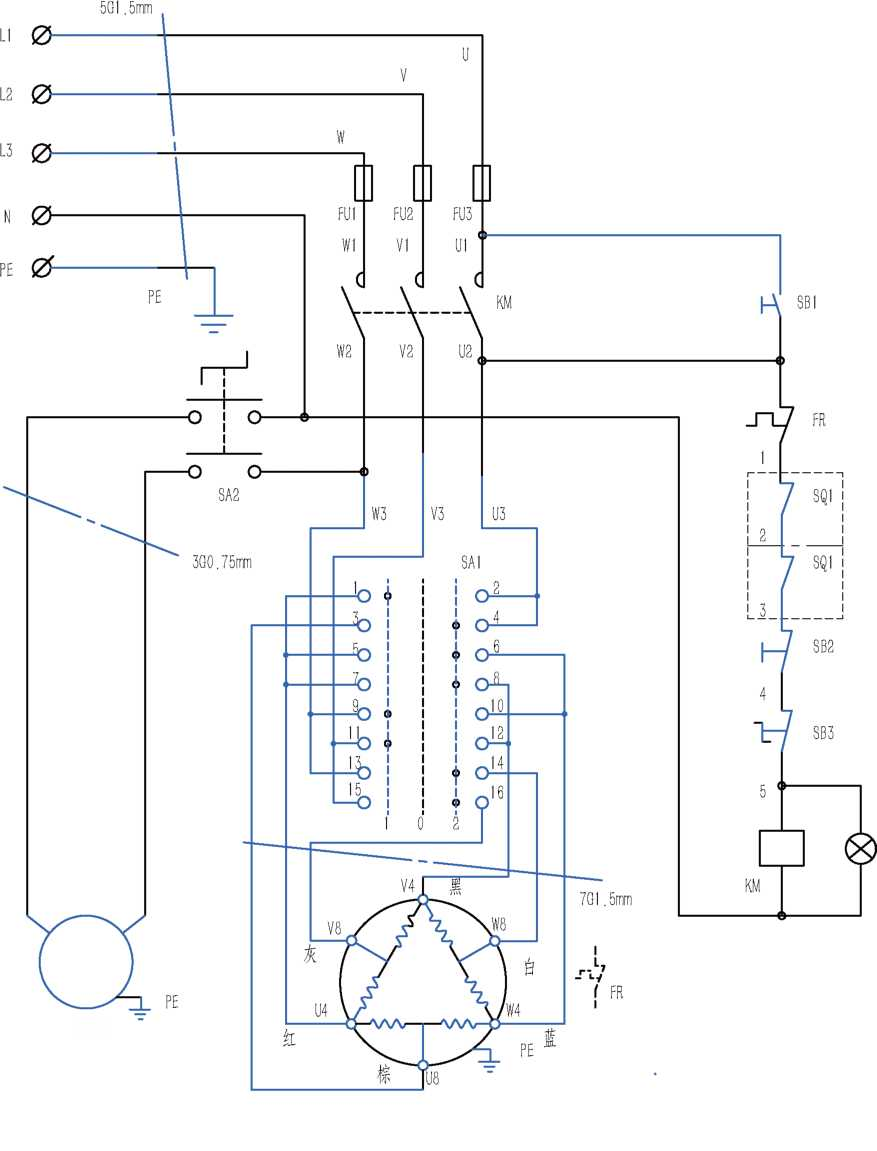 5G1,5mm
L1
U
V
L2
W
L3
FU1
FU2
FU3
N
W1
V1
U1
PE
PE
KM
SB1
W2
V2
U2
FR
1
SA2
SQ1
W3
V3
U3
2
3G0,75mm
SA1
SQ1
1
2
3
3
4
5
6
SB2
7
8
4
9
10
11
12
SB3
13
14
15
16
5
1
0
2
KM
V4
黑
7G1,5mm
V8
W8
灰
白
FR
PE
U4
W4
红
PE
蓝
棕
U8